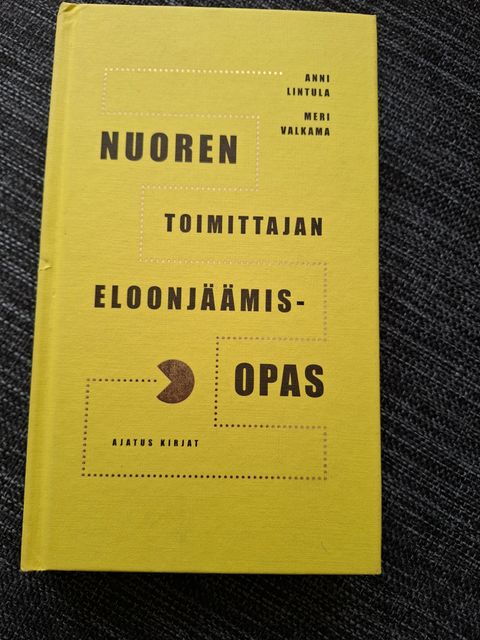 ANNI
LINTULA
MERI
VALKAMA
NUOREN
TOIMITTAJAN
ELOONJÄÄMIS-
OPAS
AJATUS KIRJAT